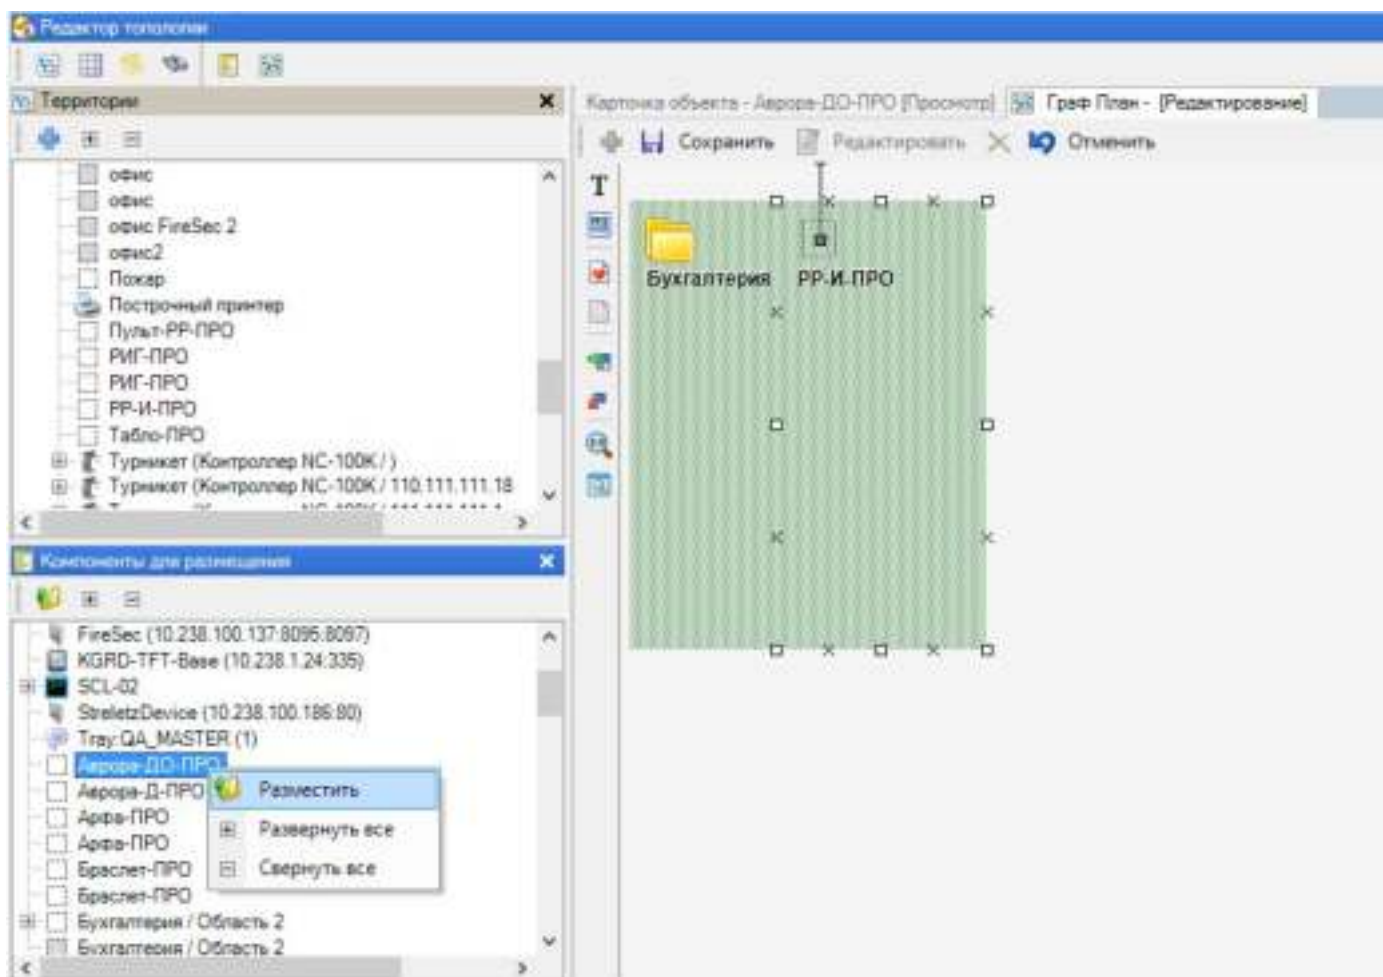 Редактор топологии
Территории
офис
офис
офис FireSec 2
офис2
Пожар
Построчный принтер
Пульт-РР-ПРО
РИГ-ПРО
РИГ-ПРО
РР-И-ПРО
Табло-ПРО
Турникет (Контроллер NC-100K / )
Турникет (Контроллер NC-100K / 110.111.111.18
Компоненты для размещения
FireSec (10.238.100.137:8095:8097)
KGRD-TFT-Base (10.238.1.24:335)
SCL-02
StreletzDevice (10.238.100.186:80)
Tray:QA_MASTER (1)
Аврора-ДО-ПРО
Аврора-Д-ПРО
Арфа-ПРО
Арфа-ПРО
Браслет-ПРО
Браслет-ПРО
Бухгалтерия / Область 2
Бухгалтерия / Область 2
Разместить
Развернуть все
Свернуть все
Карточка объекта - Аврора-ДО-ПРО [Просмотр]
Граф План - [Редактирование]
Сохранить
Редактировать
Отменить
T
Бухгалтерия
РР-И-ПРО